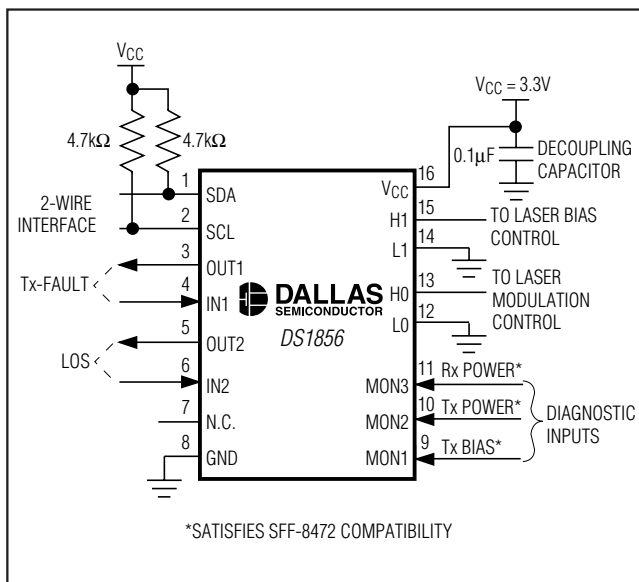 VCC
VCC = 3.3V
4.7kΩ
4.7kΩ
0.1µF
DECOUPLING
CAPACITOR
2-WIRE
INTERFACE
1
SDA
2
SCL
3
OUT1
Tx-FAULT
4
IN1
5
OUT2
LOS
6
IN2
7
N.C.
8
GND
DALLAS
SEMICONDUCTOR
DS1856
16
VCC
15
H1
TO LASER BIAS
CONTROL
14
L1
13
H0
TO LASER
MODULATION
CONTROL
12
L0
11
MON3
Rx POWER*
10
MON2
Tx POWER*
9
MON1
Tx BIAS*
DIAGNOSTIC
INPUTS
*SATISFIES SFF-8472 COMPATIBILITY